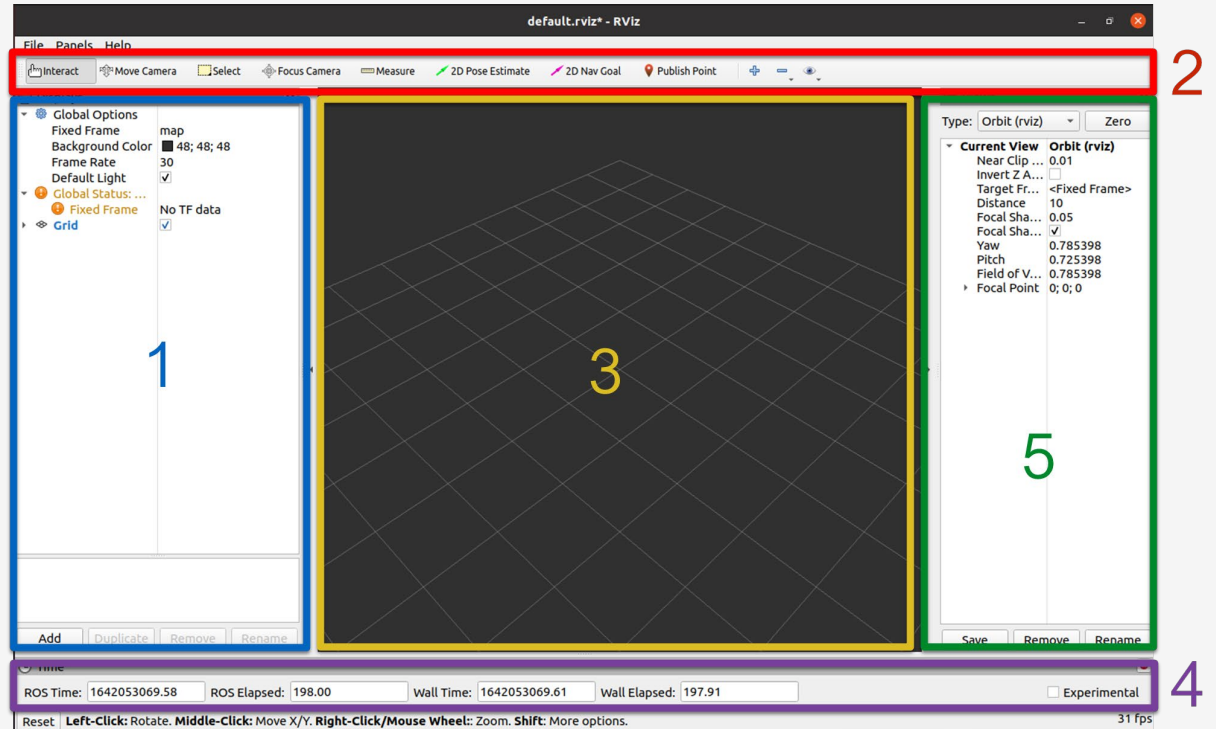 default.rviz* - RViz
File Panels Help
Interact Move Camera Select Focus Camera Measure 2D Pose Estimate 2D Nav Goal Publish Point
2
Global Options
Fixed Frame map
Background Color 48; 48; 48
Frame Rate 30
Default Light
Global Status: ...
Fixed Frame No TF data
Grid
1
Add Duplicate Remove Rename
3
Type: Orbit (rviz) Zero
Current View Orbit (rviz)
Near Clip ... 0.01
Invert Z A...
Target Fr... <Fixed Frame>
Distance 10
Focal Sha... 0.05
Focal Sha...
Yaw 0.785398
Pitch 0.725398
Field of V... 0.785398
Focal Point 0; 0; 0
5
Save Remove Rename
Time
ROS Time: 1642053069.58 ROS Elapsed: 198.00 Wall Time: 1642053069.61 Wall Elapsed: 197.91 Experimental
4
Reset Left-Click: Rotate. Middle-Click: Move X/Y. Right-Click/Mouse Wheel:: Zoom. Shift: More options. 31 fps